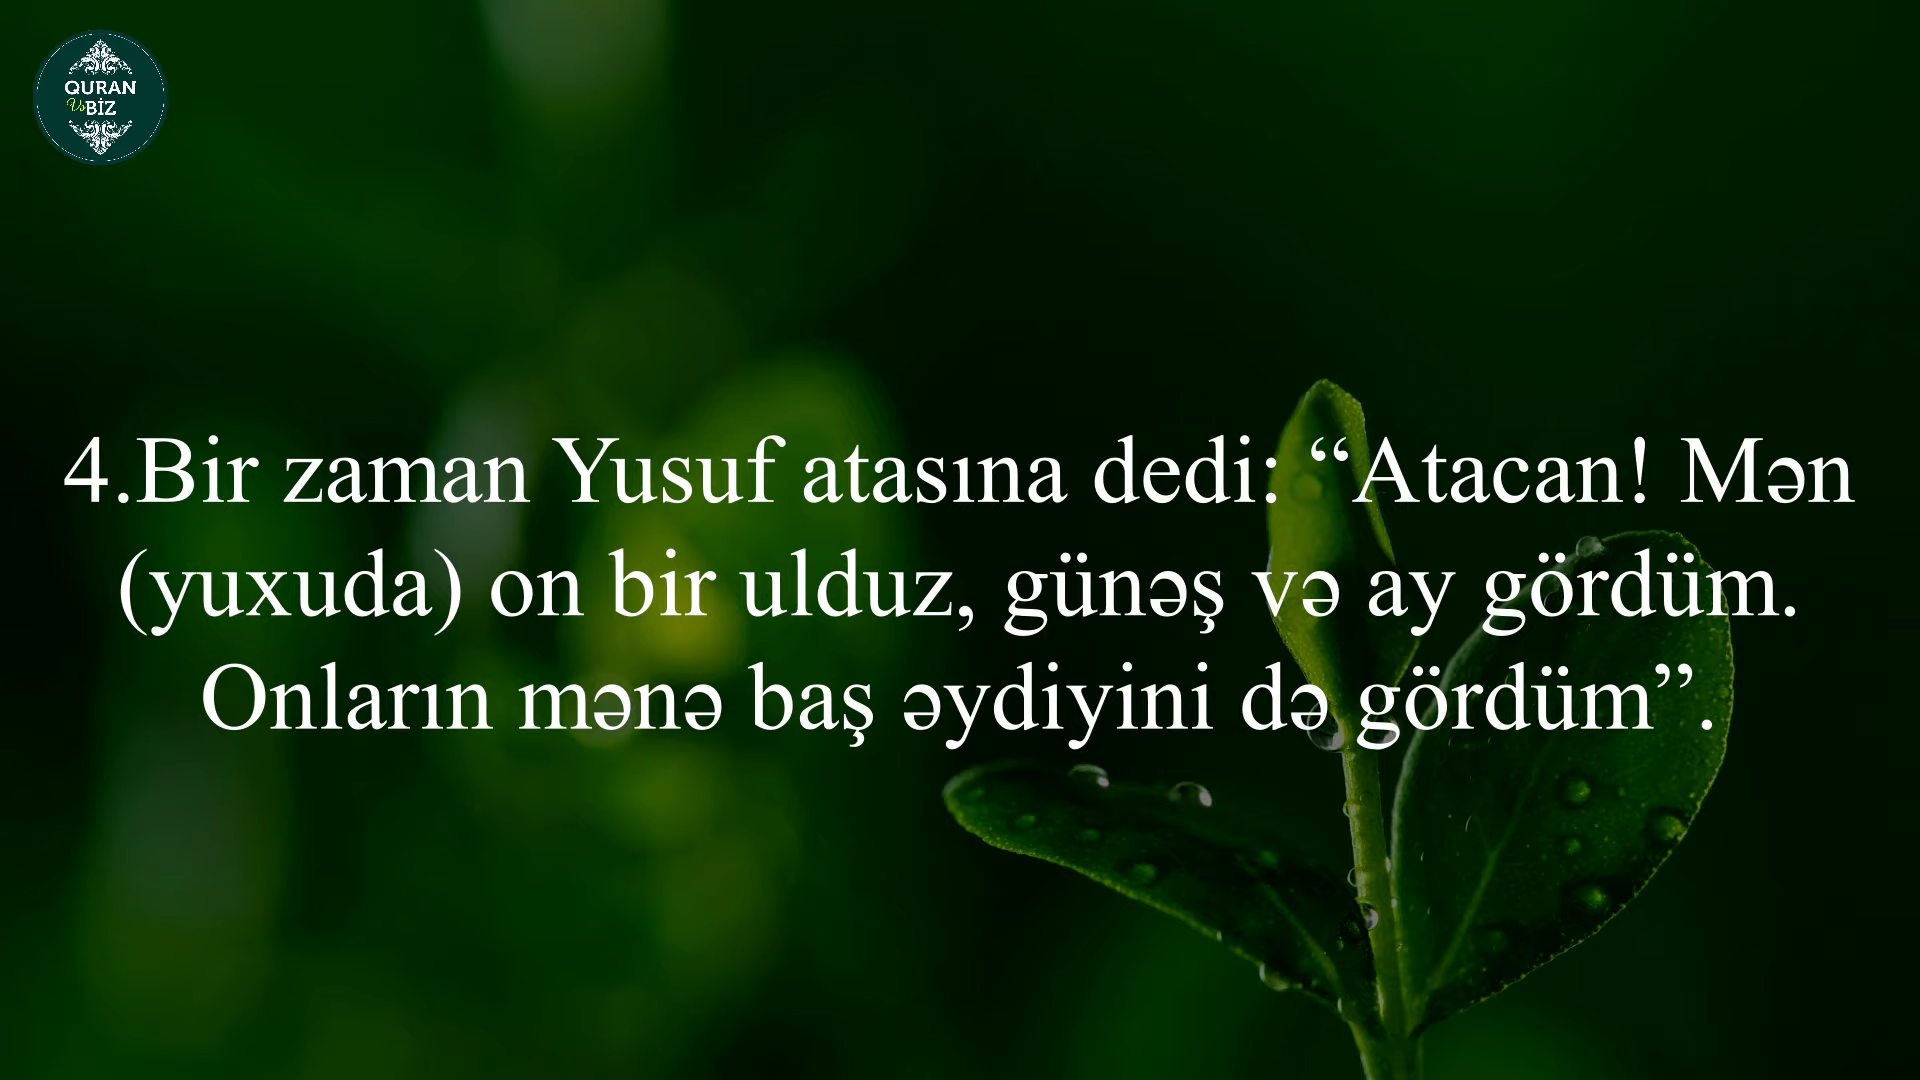 QURAN
Və BİZ
4.Bir zaman Yusuf atasına dedi: “Atacan! Mən
(yuxuda) on bir ulduz, günəş və ay gördüm.
Onların mənə baş əydiyini də gördüm”.